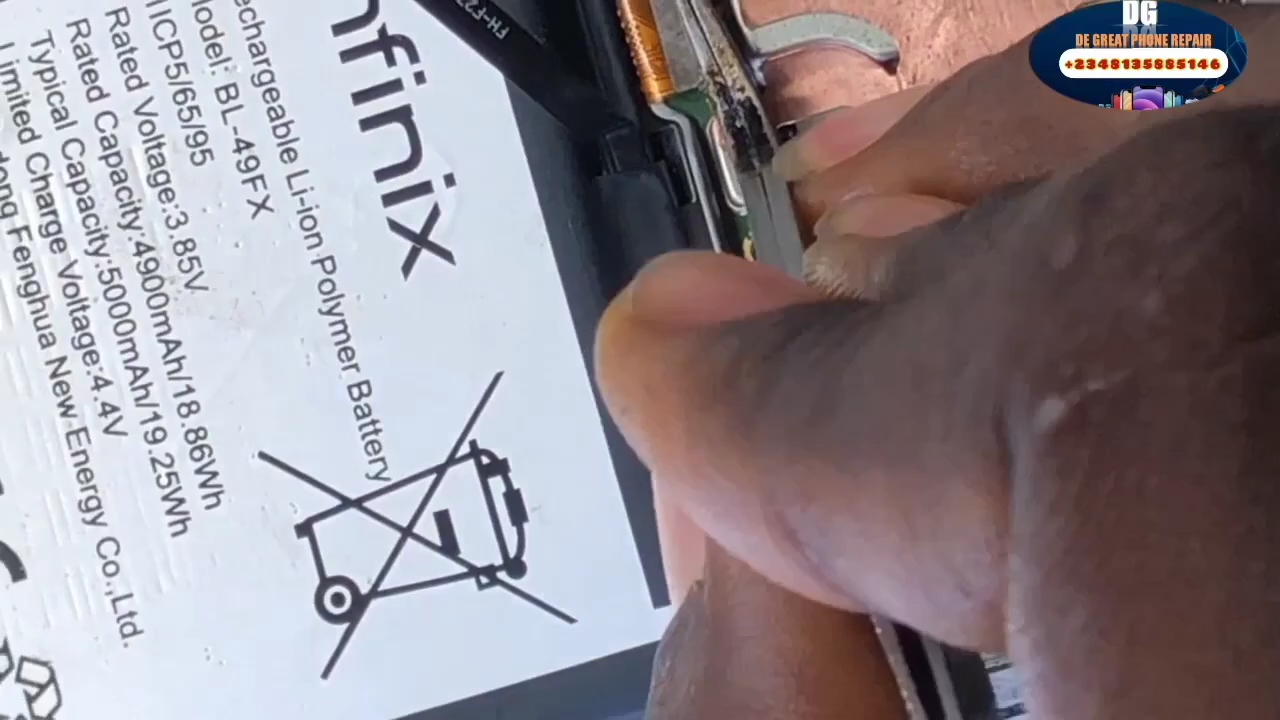 nfinix
echargeable Li-ion Polymer Battery
odel: BL-49FX
1ICP5/65/95
Rated Voltage:3.85V
Rated Capacity:4900mAh/18.86Wh
Typical Capacity:5000mAh/19.25Wh
Limited Charge Voltage:4.4V
dong Fenghua New Energy Co.,Ltd.
DG
DE GREAT PHONE REPAIR
+2348135885146